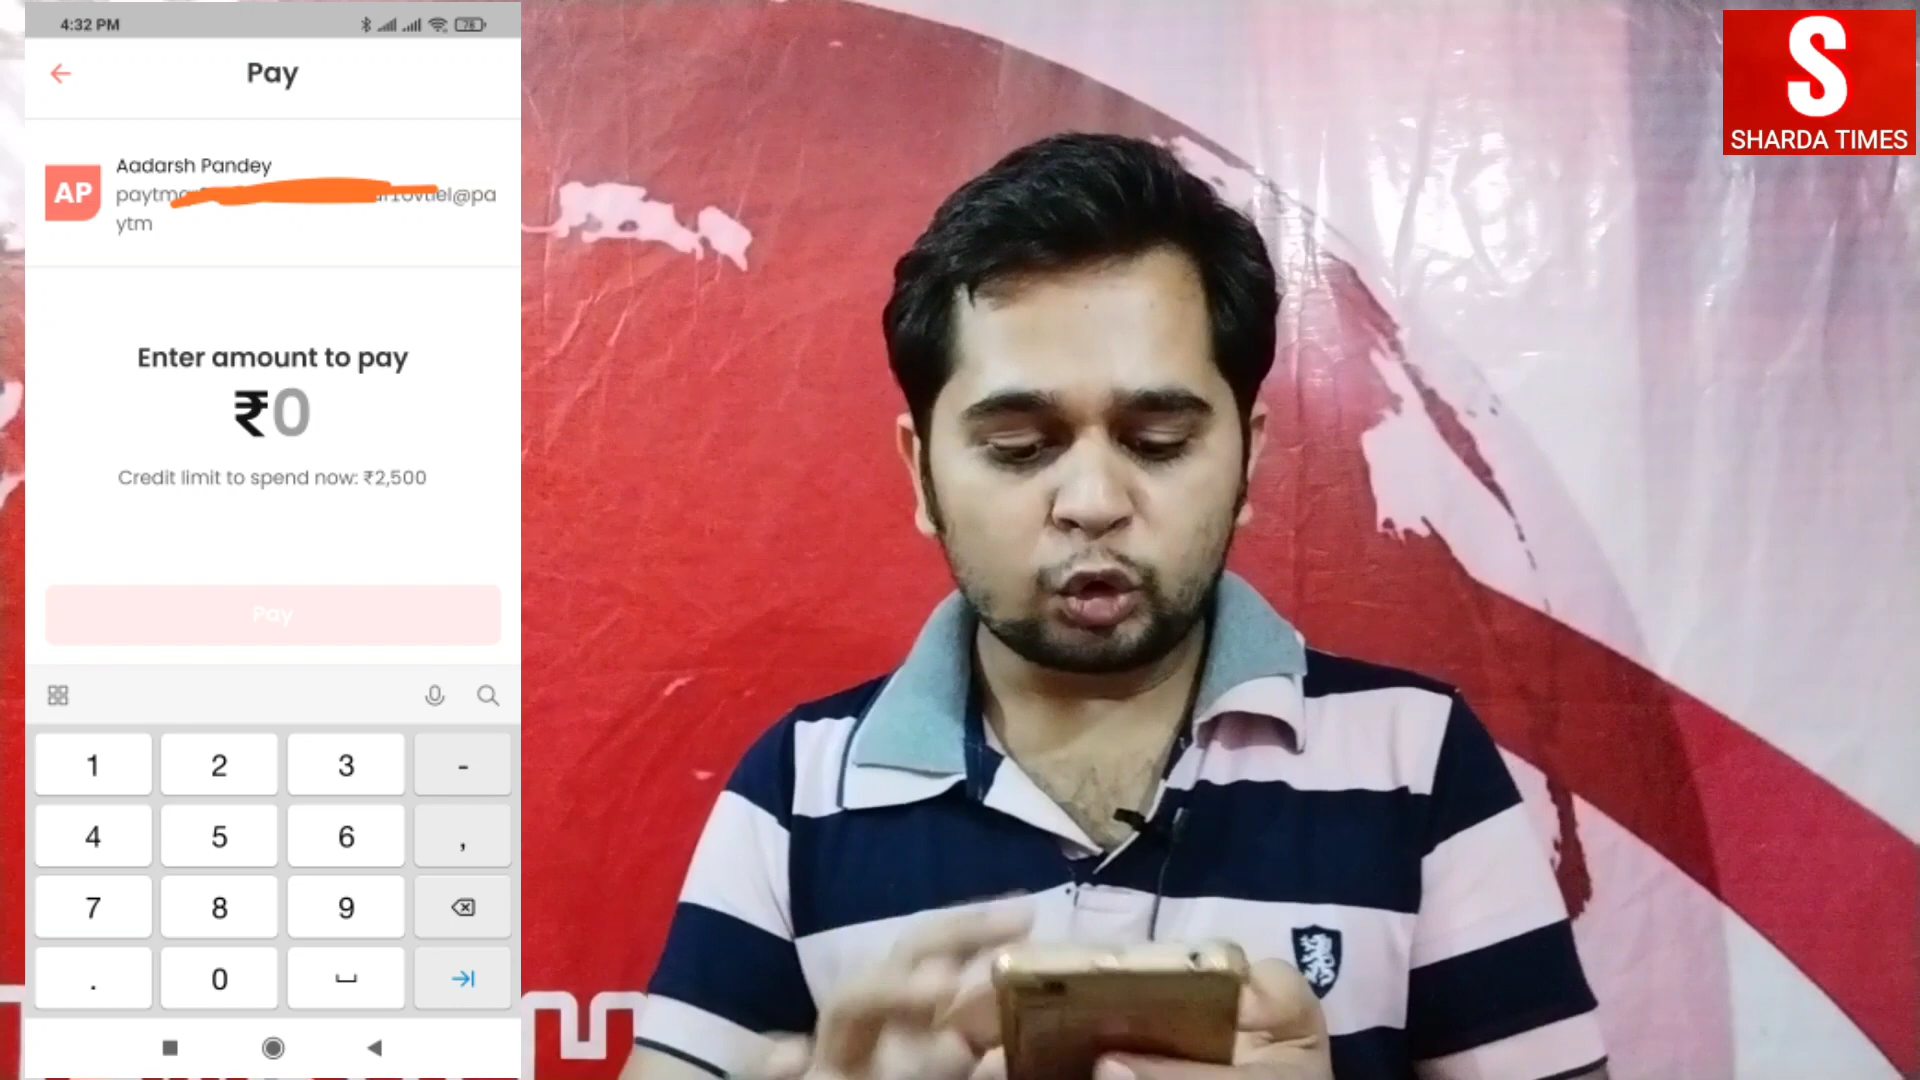 4:32 PM
78
Pay
Aadarsh Pandey
AP
el@pa
ytm
Enter amount to pay
₹0
Credit limit to spend now: ₹2,500
Pay
1 2 3 -
4 5 6 ,
7 8 9
. 0
S
SHARDA TIMES